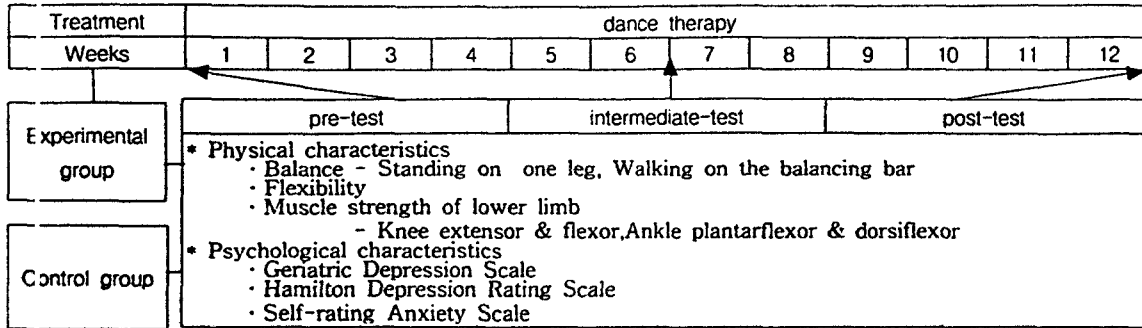 Treatment dance therapy
Weeks 1 2 3 4 5 6 7 8 9 10 11 12
Experimental
group
pre-test intermediate-test post-test
* Physical characteristics
· Balance - Standing on one leg, Walking on the balancing bar
· Flexibility
· Muscle strength of lower limb
- Knee extensor & flexor,Ankle plantarflexor & dorsiflexor
Control group
* Psychological characteristics
· Geriatric Depression Scale
· Hamilton Depression Rating Scale
· Self-rating Anxiety Scale